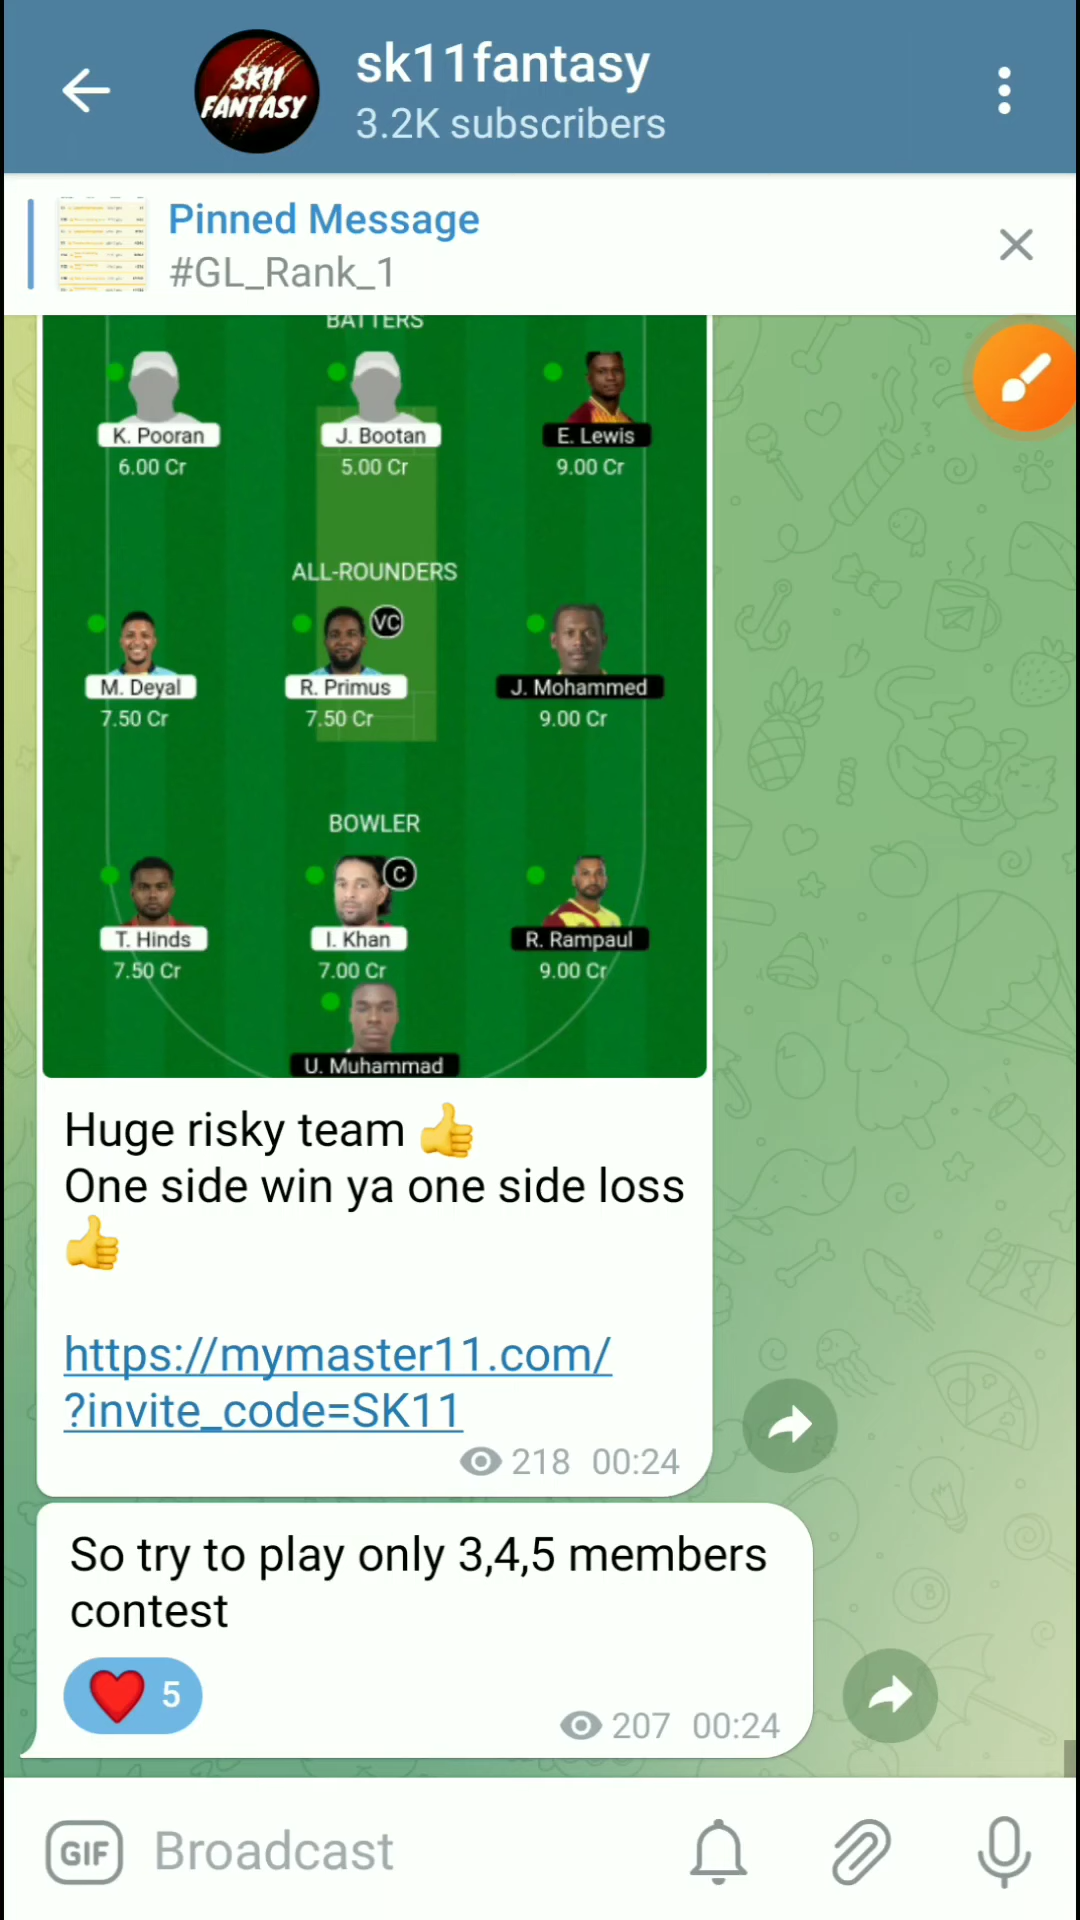 SK11
FANTASY
sk11fantasy
3.2K subscribers
Pinned Message
#GL_Rank_1
BATTERS
K. Pooran
J. Bootan
E. Lewis
6.00 Cr
5.00 Cr
9.00 Cr
ALL-ROUNDERS
VC
M. Deyal
R. Primus
J. Mohammed
7.50 Cr
7.50 Cr
9.00 Cr
BOWLER
C
T. Hinds
I. Khan
R. Rampaul
7.50 Cr
7.00 Cr
9.00 Cr
U. Muhammad
Huge risky team 👍
One side win ya one side loss
👍
https://mymaster11.com/
?invite_code=SK11
218 00:24
So try to play only 3,4,5 members
contest
❤️ 5
207 00:24
GIF Broadcast